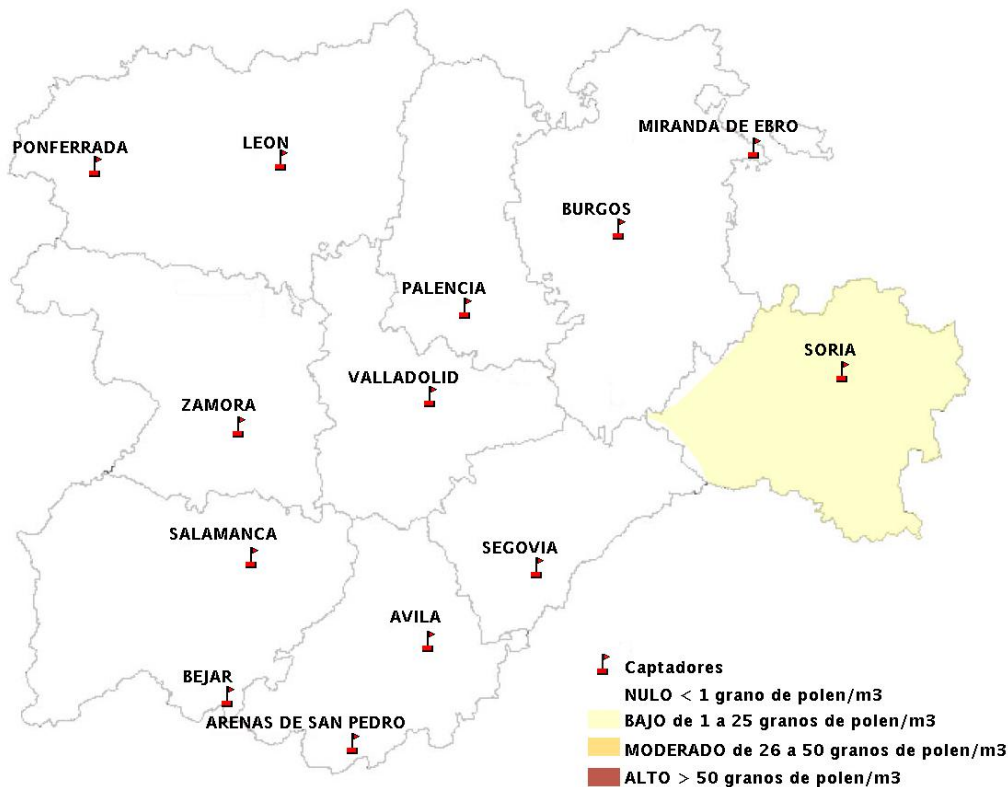 MIRANDA DE EBRO
PONFERRADA
LEON
BURGOS
PALENCIA
SORIA
VALLADOLID
ZAMORA
SALAMANCA
SEGOVIA
AVILA
BEJAR
ARENAS DE SAN PEDRO
Captadores
NULO < 1 grano de polen/m3
BAJO de 1 a 25 granos de polen/m3
MODERADO de 26 a 50 granos de polen/m3
ALTO > 50 granos de polen/m3